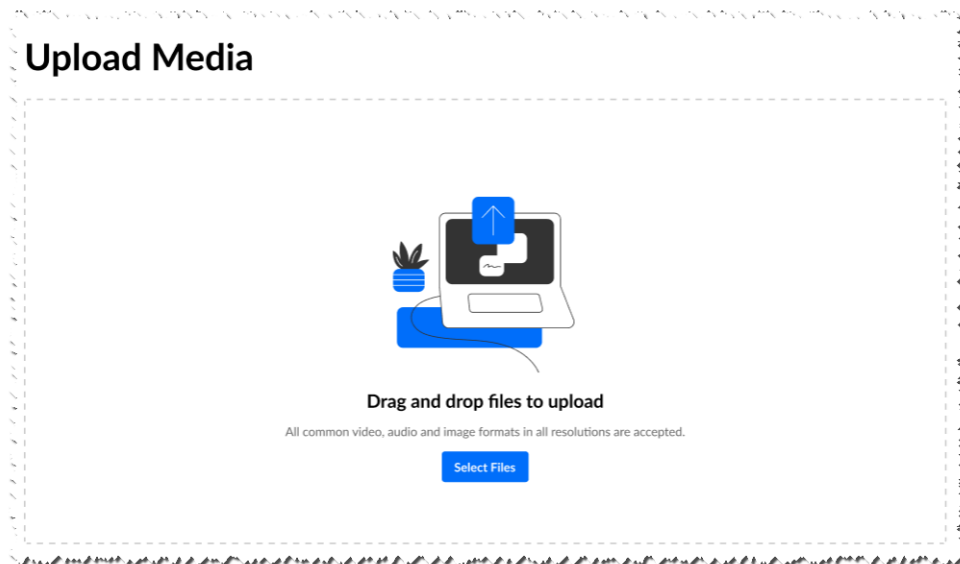 Upload Media
Drag and drop files to upload
All common video, audio and image formats in all resolutions are accepted.
Select Files